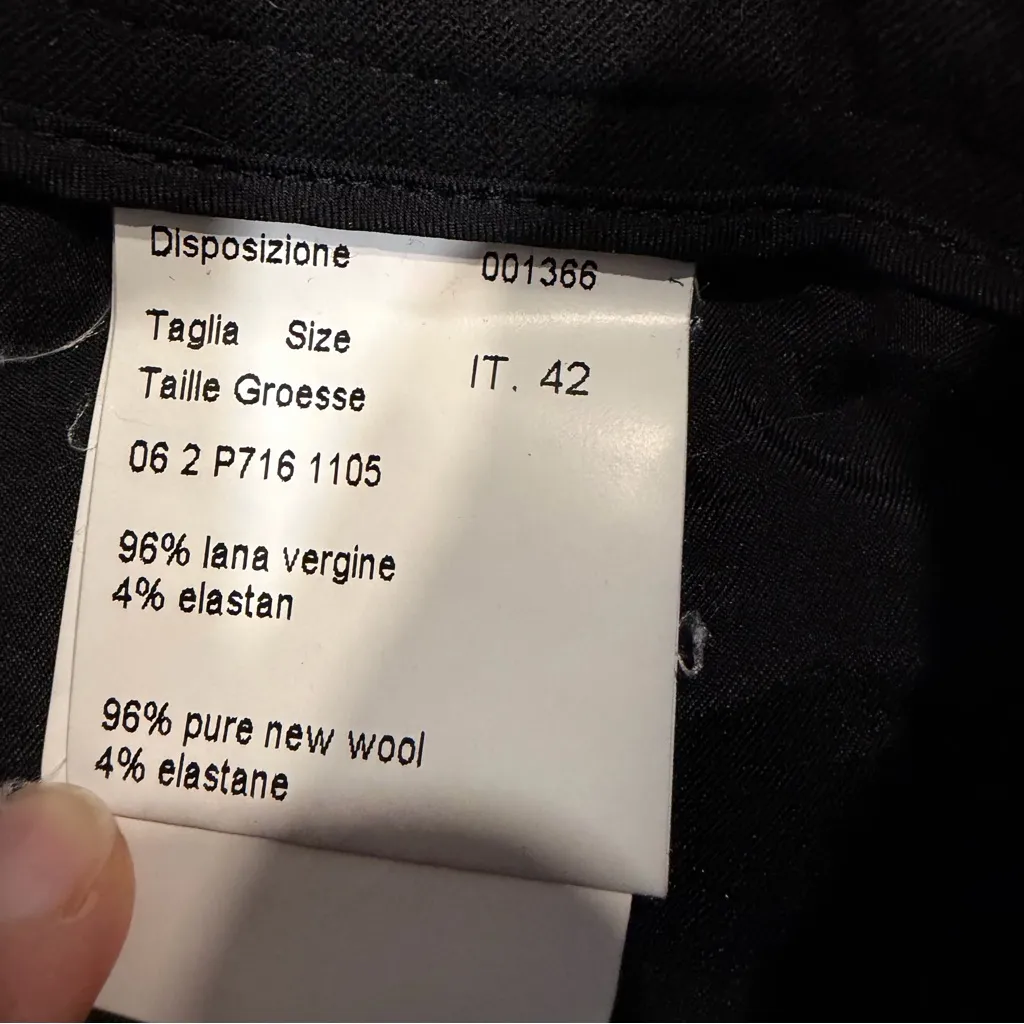 Disposizione 001366
Taglia Size
IT. 42
Taille Groesse
06 2 P716 1105
96% lana vergine
4% elastan
96% pure new wool
4% elastane